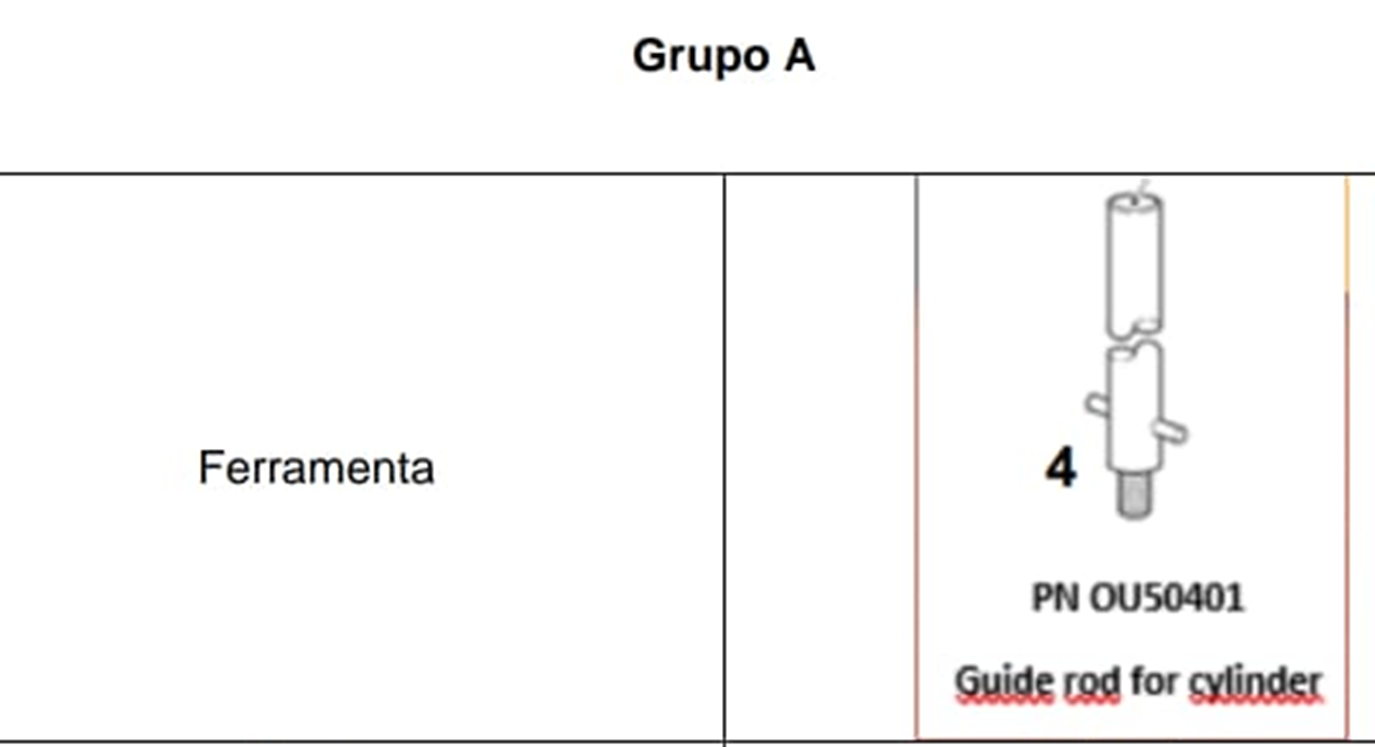 Grupo A
Ferramenta
4
PN OU50401
Guide rod for cylinder